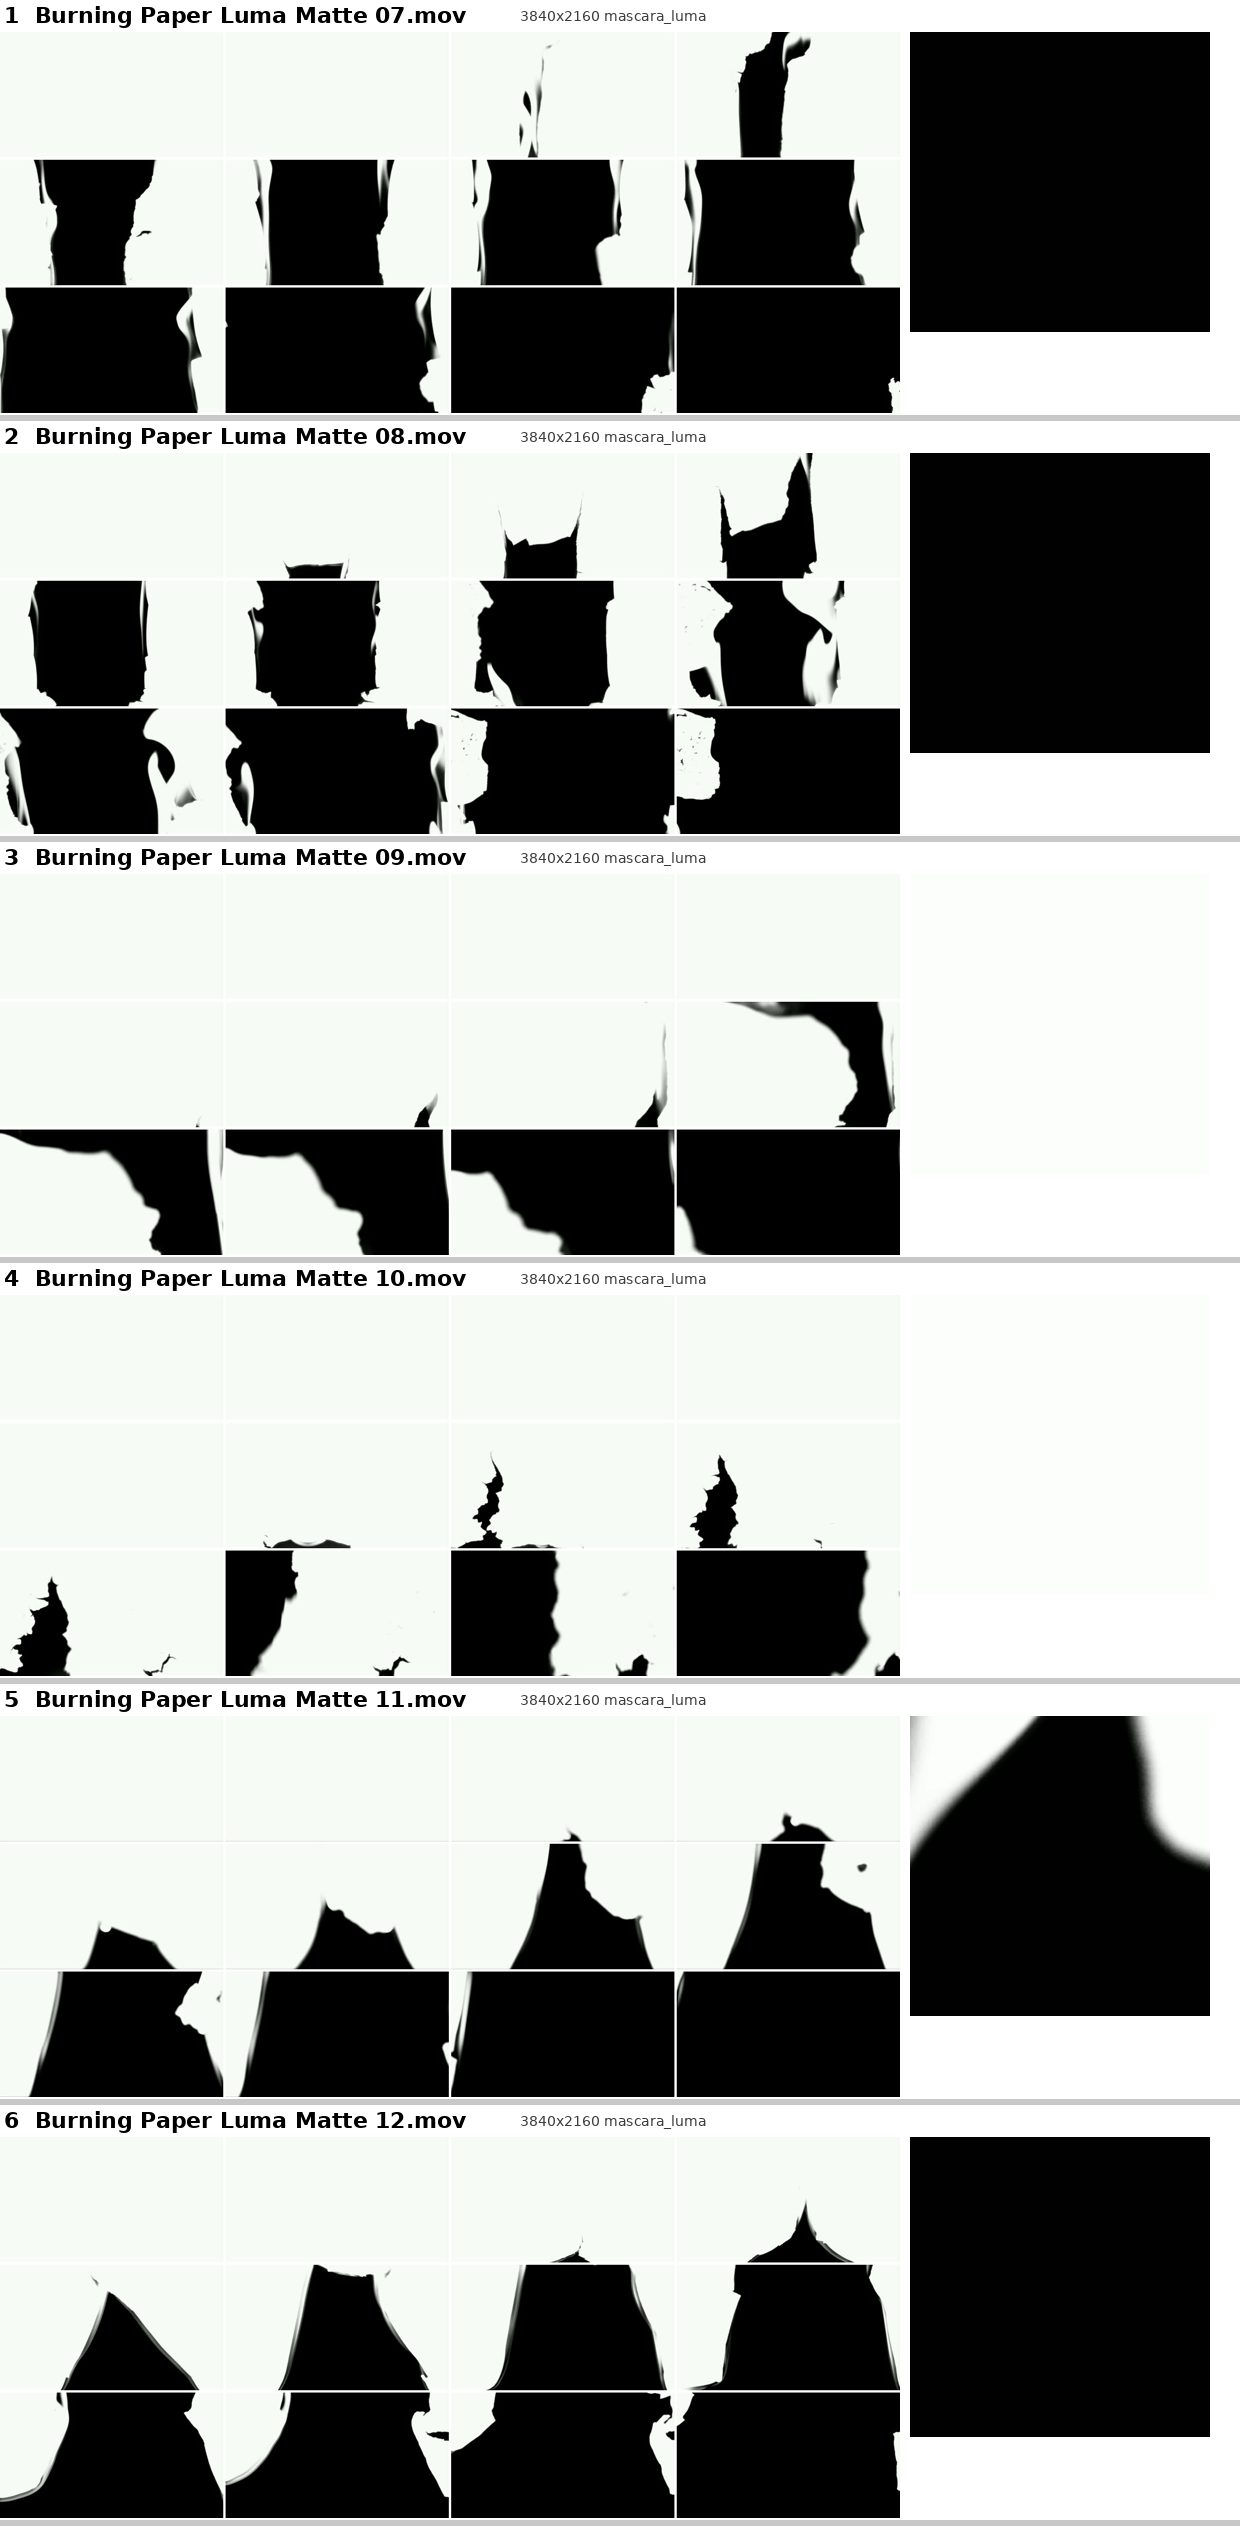 1 Burning Paper Luma Matte 07.mov 3840x2160 mascara_luma
2 Burning Paper Luma Matte 08.mov 3840x2160 mascara_luma
3 Burning Paper Luma Matte 09.mov 3840x2160 mascara_luma
4 Burning Paper Luma Matte 10.mov 3840x2160 mascara_luma
5 Burning Paper Luma Matte 11.mov 3840x2160 mascara_luma
6 Burning Paper Luma Matte 12.mov 3840x2160 mascara_luma